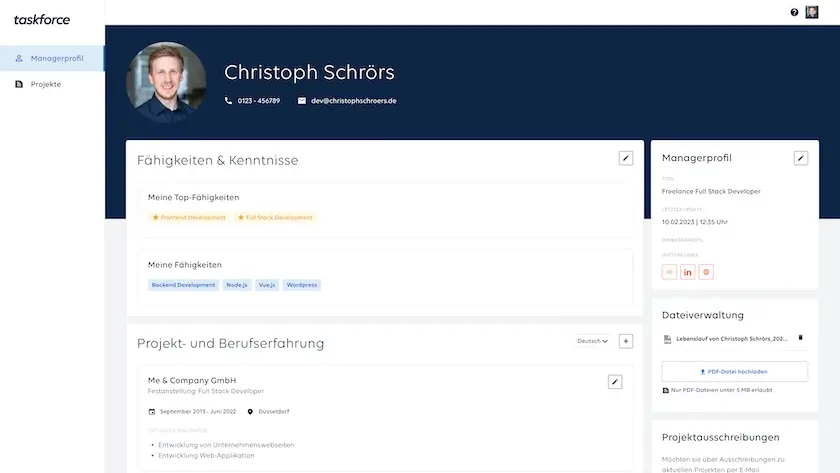 taskforce
Managerprofil
Projekte
Christoph Schrörs
0123 - 456789
dev@christophschroers.de
Fähigkeiten & Kenntnisse
Meine Top-Fähigkeiten
Frontend Development
Full Stack Development
Meine Fähigkeiten
Backend Development
Node.js
Vue.js
Wordpress
Projekt- und Berufserfahrung
Deutsch
Me & Company GmbH
Festanstellung: Full Stack Developer
September 2013 - Juni 2022
Düsseldorf
Entwicklung von Unternehmenswebseiten
Entwicklung Web-Applikation
Managerprofil
TITEL
Freelance Full Stack Developer
LETZTES UPDATE
10.02.2023 | 12:35 Uhr
MANAGERPROFIL
WEITERE LINKS
in
Dateiverwaltung
Lebenslauf von Christoph Schrörs_202...
PDF-Datei hochladen
Nur PDF-Dateien unter 5 MB erlaubt
Projektausschreibungen
Möchten sie über Ausschreibungen zu
aktuellen Projekten per E-Mail